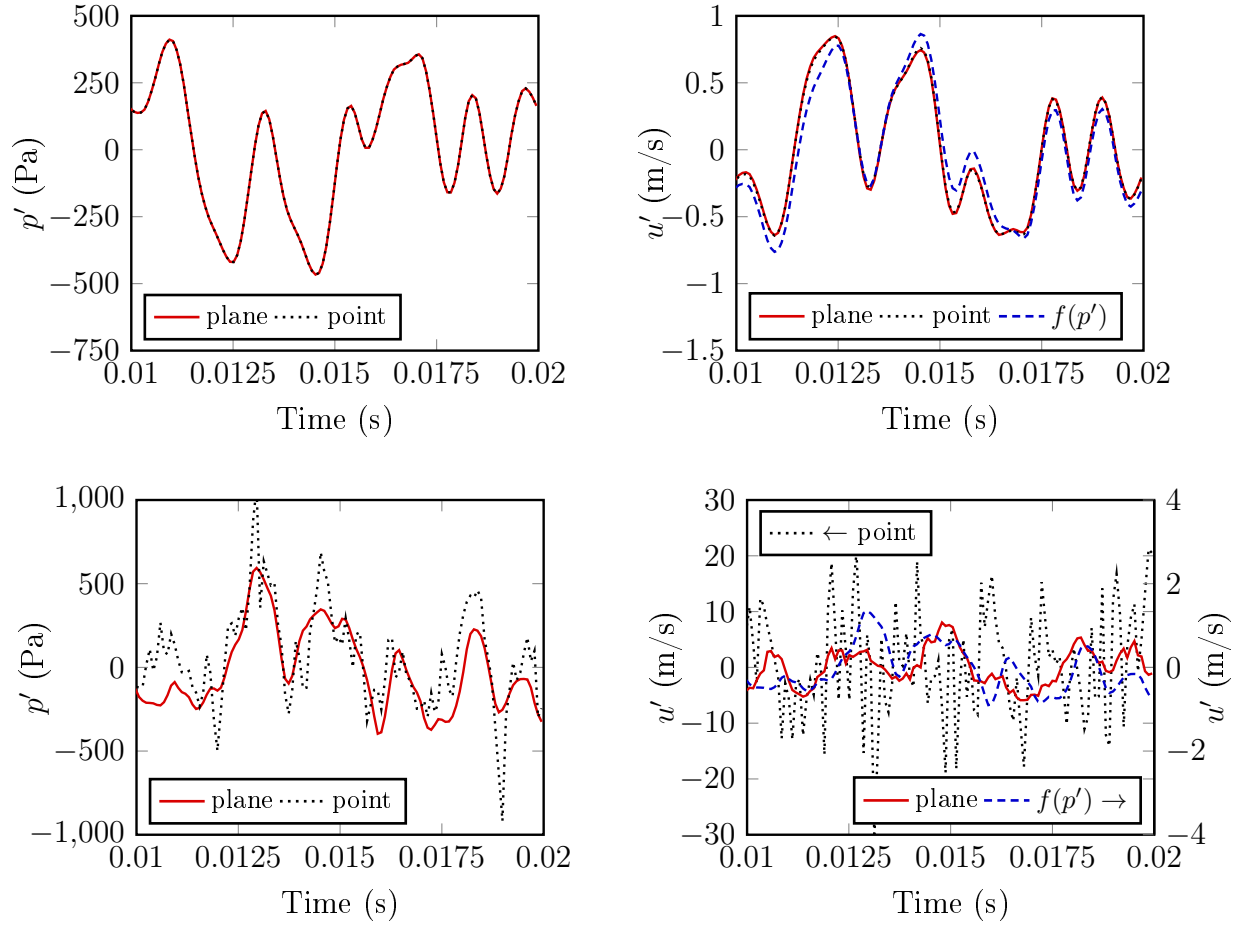 500
250
0
−250
−500
−750
p′ (Pa)
plane point
0.01 0.0125 0.015 0.0175 0.02
Time (s)
1
0.5
0
−0.5
−1
−1.5
u′ (m/s)
plane point f(p′)
0.01 0.0125 0.015 0.0175 0.02
Time (s)
1,000
500
0
−500
−1,000
p′ (Pa)
plane point
0.01 0.0125 0.015 0.0175 0.02
Time (s)
30
20
10
0
−10
−20
−30
u′ (m/s)
← point
plane f(p′) →
4
2
0
−2
−4
u′ (m/s)
0.01 0.0125 0.015 0.0175 0.02
Time (s)